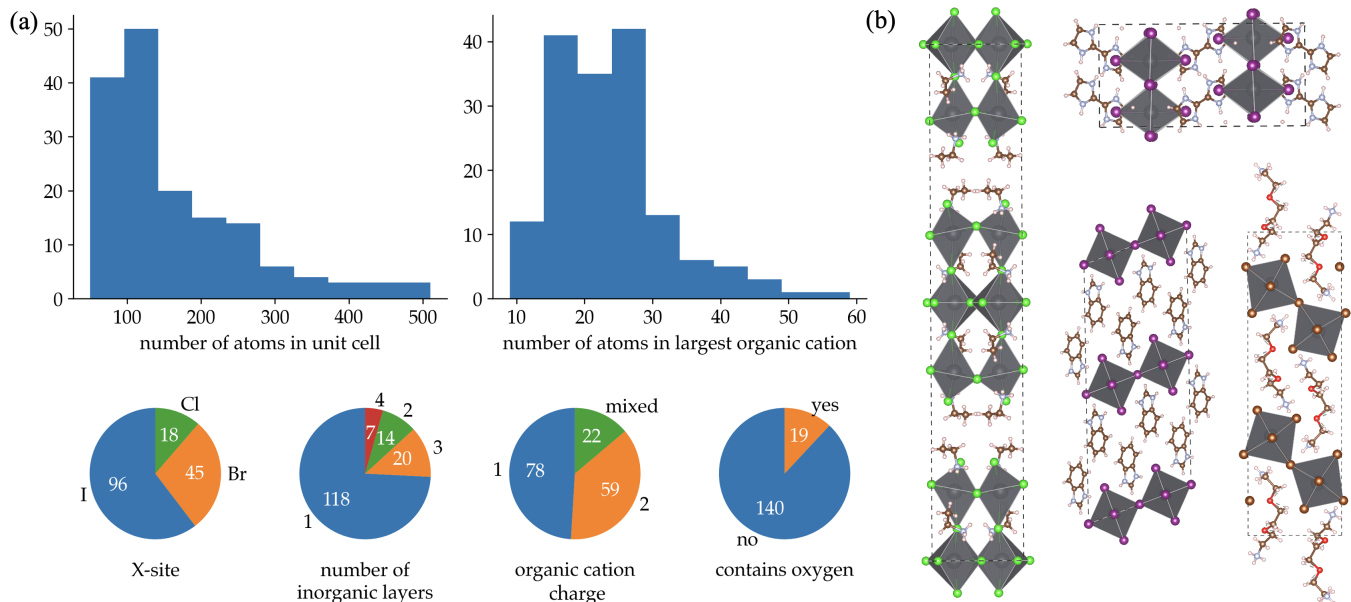 (a)
50
40
30
20
10
0
100
200
300
400
500
number of atoms in unit cell
40
30
20
10
0
10
20
30
40
50
60
number of atoms in largest organic cation
Cl
18
45
Br
96
I
X-site
4
2
7
14
3
20
118
1
number of
inorganic layers
mixed
22
1
78
59
2
organic cation
charge
yes
19
140
no
contains oxygen
(b)